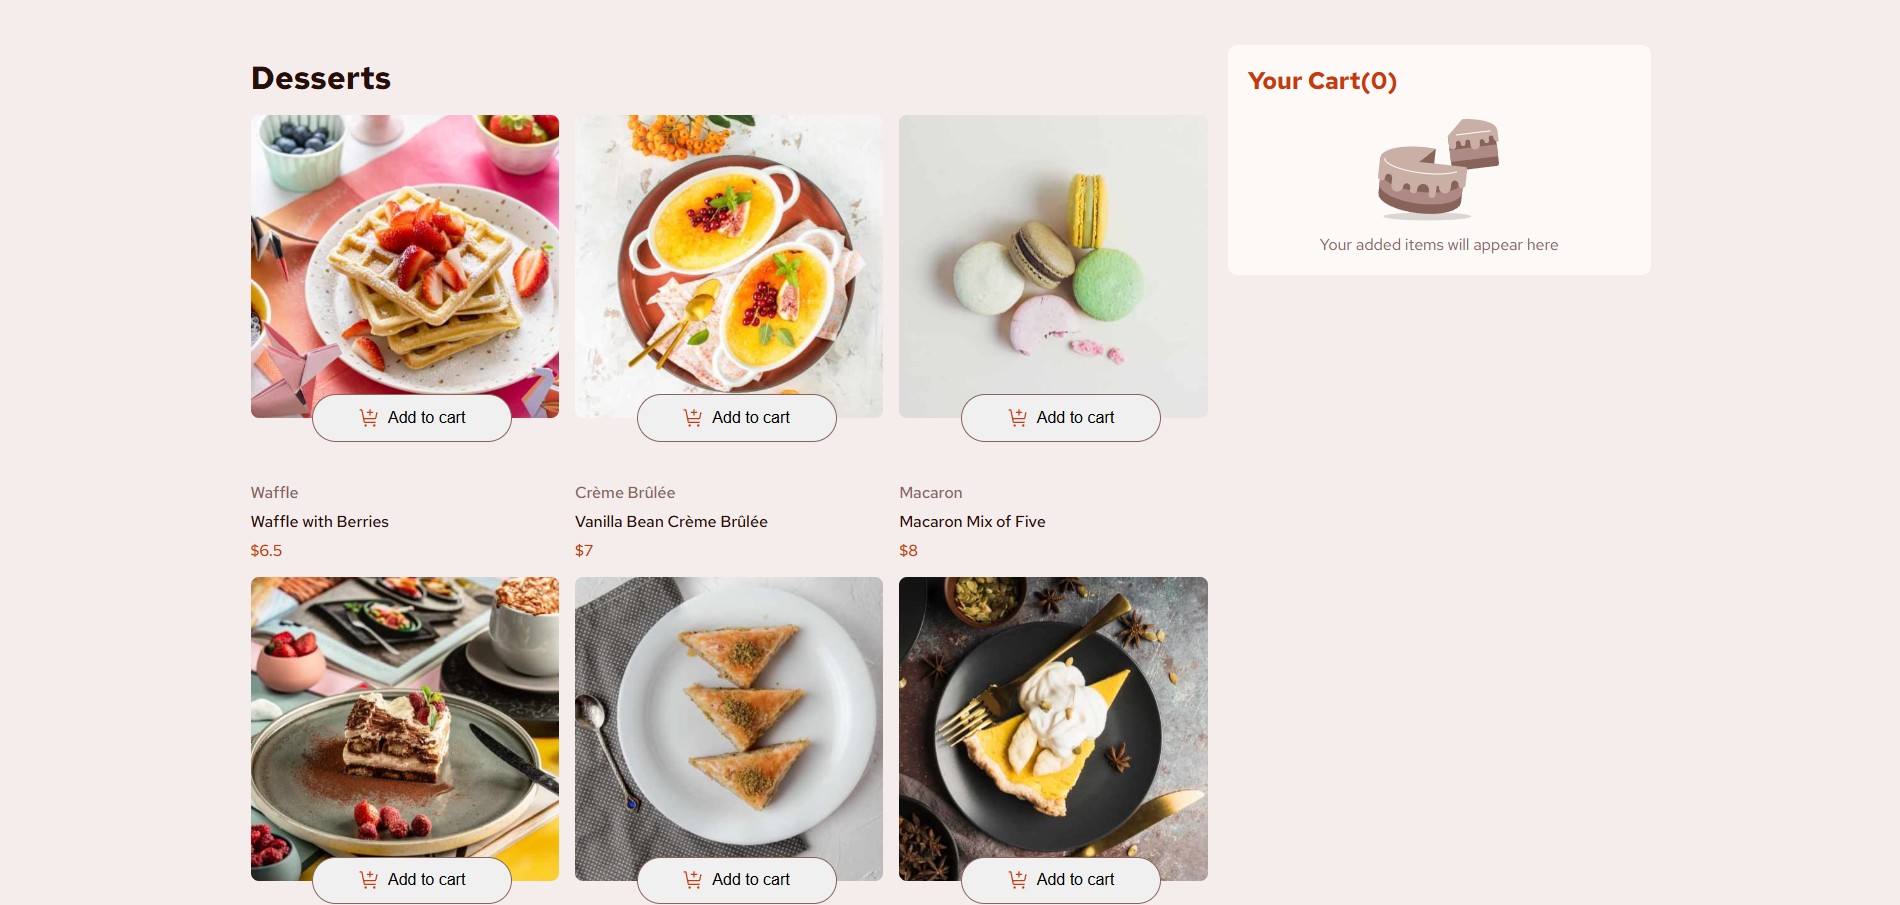 Desserts
Your Cart(0)
Your added items will appear here
Add to cart
Add to cart
Add to cart
Waffle
Crème Brûlée
Macaron
Waffle with Berries
Vanilla Bean Crème Brûlée
Macaron Mix of Five
$6.5
$7
$8
Add to cart
Add to cart
Add to cart